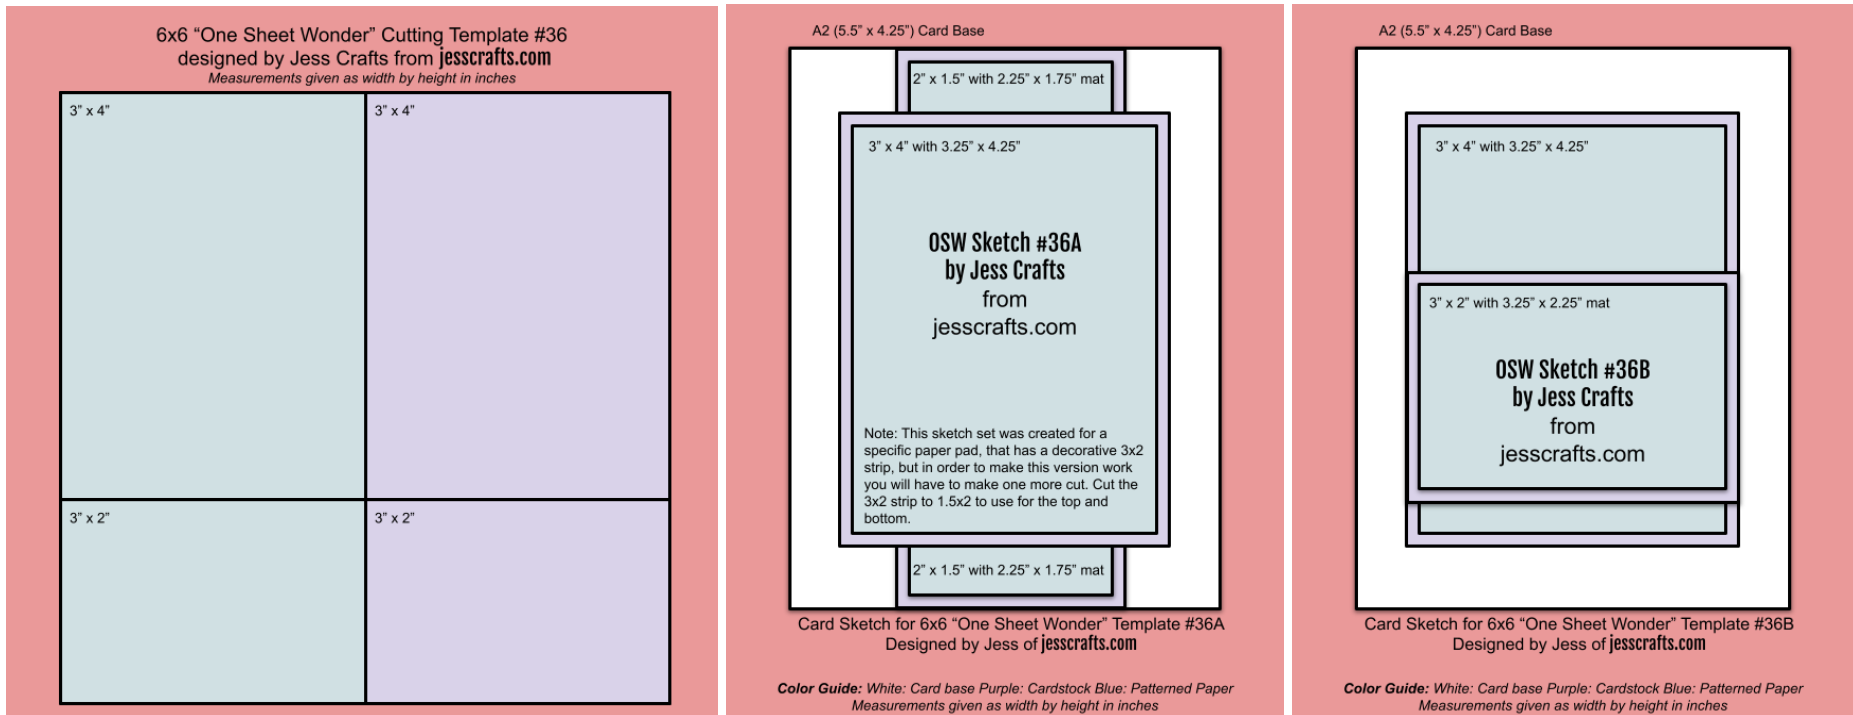 6x6 “One Sheet Wonder” Cutting Template #36
designed by Jess Crafts from jesscrafts.com
Measurements given as width by height in inches
3” x 4”
3” x 4”
3” x 2”
3” x 2”
A2 (5.5” x 4.25”) Card Base
2” x 1.5” with 2.25” x 1.75” mat
3” x 4” with 3.25” x 4.25”
OSW Sketch #36A
by Jess Crafts
from
jesscrafts.com
Note: This sketch set was created for a
specific paper pad, that has a decorative 3x2
strip, but in order to make this version work
you will have to make one more cut. Cut the
3x2 strip to 1.5x2 to use for the top and
bottom.
2” x 1.5” with 2.25” x 1.75” mat
Card Sketch for 6x6 “One Sheet Wonder” Template #36A
Designed by Jess of jesscrafts.com
Color Guide: White: Card base Purple: Cardstock Blue: Patterned Paper
Measurements given as width by height in inches
A2 (5.5” x 4.25”) Card Base
3” x 4” with 3.25” x 4.25”
3” x 2” with 3.25” x 2.25” mat
OSW Sketch #36B
by Jess Crafts
from
jesscrafts.com
Card Sketch for 6x6 “One Sheet Wonder” Template #36B
Designed by Jess of jesscrafts.com
Color Guide: White: Card base Purple: Cardstock Blue: Patterned Paper
Measurements given as width by height in inches